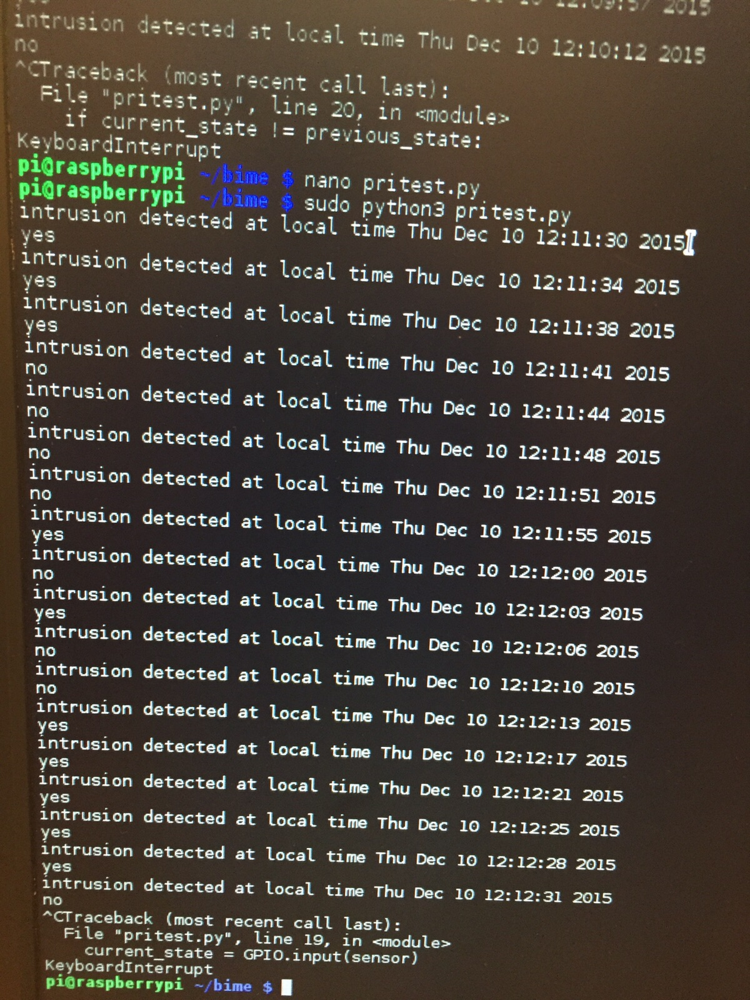 12:09:57 2015
intrusion detected at local time Thu Dec 10 12:10:12 2015
no
^CTraceback (most recent call last):
  File "pritest.py", line 20, in <module>
    if current_state != previous_state:
KeyboardInterrupt
pi@raspberrypi ~/bime $ nano pritest.py
pi@raspberrypi ~/bime $ sudo python3 pritest.py
intrusion detected at local time Thu Dec 10 12:11:30 2015
yes
intrusion detected at local time Thu Dec 10 12:11:34 2015
yes
intrusion detected at local time Thu Dec 10 12:11:38 2015
yes
intrusion detected at local time Thu Dec 10 12:11:41 2015
no
intrusion detected at local time Thu Dec 10 12:11:44 2015
no
intrusion detected at local time Thu Dec 10 12:11:48 2015
no
intrusion detected at local time Thu Dec 10 12:11:51 2015
no
intrusion detected at local time Thu Dec 10 12:11:55 2015
yes
intrusion detected at local time Thu Dec 10 12:12:00 2015
no
intrusion detected at local time Thu Dec 10 12:12:03 2015
yes
intrusion detected at local time Thu Dec 10 12:12:06 2015
no
intrusion detected at local time Thu Dec 10 12:12:10 2015
no
intrusion detected at local time Thu Dec 10 12:12:13 2015
yes
intrusion detected at local time Thu Dec 10 12:12:17 2015
yes
intrusion detected at local time Thu Dec 10 12:12:21 2015
yes
intrusion detected at local time Thu Dec 10 12:12:25 2015
yes
intrusion detected at local time Thu Dec 10 12:12:28 2015
yes
intrusion detected at local time Thu Dec 10 12:12:31 2015
no
^CTraceback (most recent call last):
  File "pritest.py", line 19, in <module>
    current_state = GPIO.input(sensor)
KeyboardInterrupt
pi@raspberrypi ~/bime $